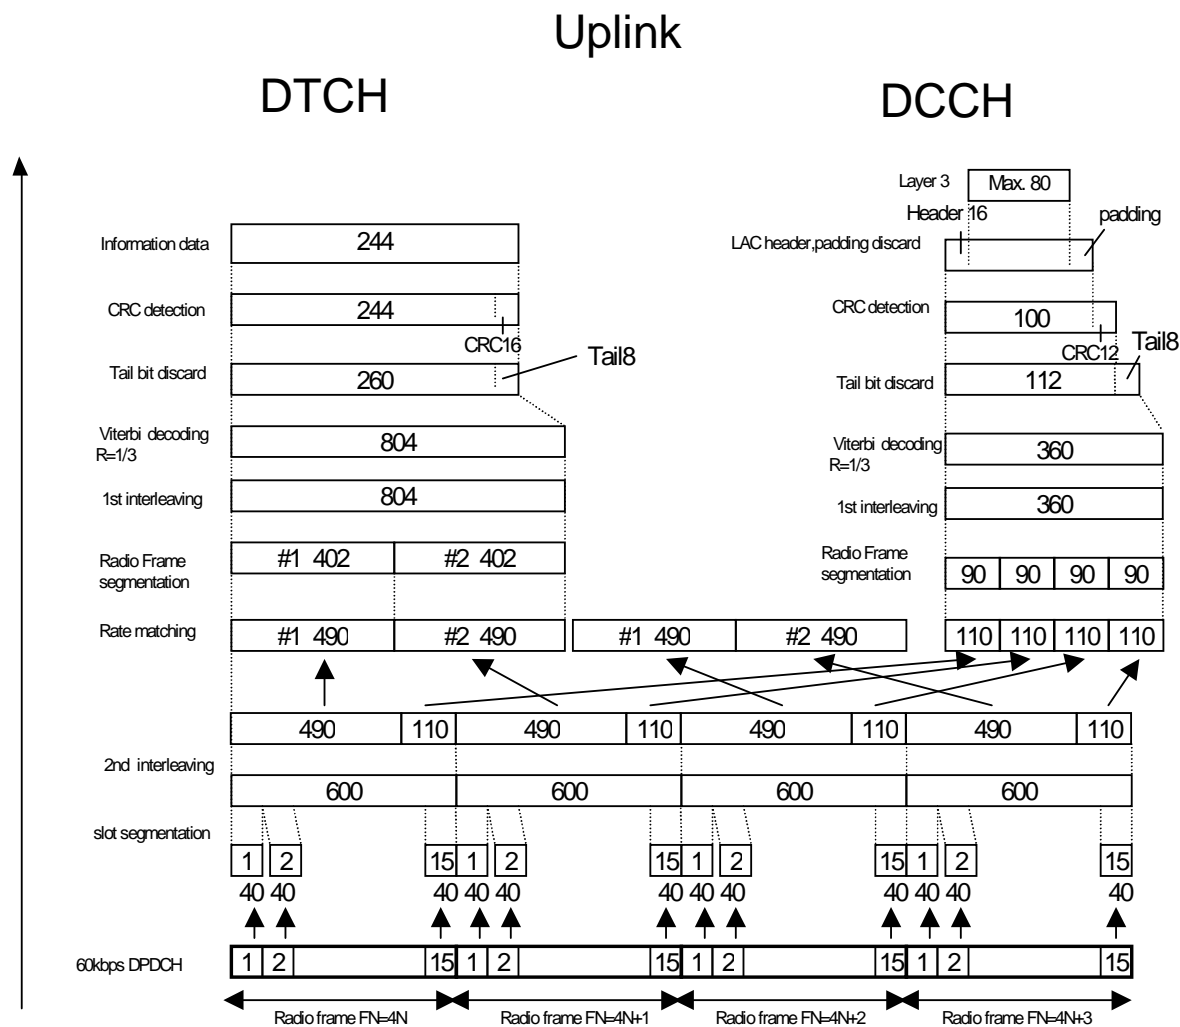 Uplink
DTCH
DCCH
Layer 3
Max. 80
Header 16
padding
Information data
244
LAC header,padding discard
CRC detection
244
CRC16
CRC detection
100
CRC12
Tail bit discard
260
Tail8
Tail bit discard
112
Tail8
Viterbi decoding
R=1/3
804
Viterbi decoding
R=1/3
360
1st interleaving
804
1st interleaving
360
Radio Frame
segmentation
#1 402
#2 402
Radio Frame
segmentation
90 90 90 90
Rate matching
#1 490
#2 490
#1 490
#2 490
110 110 110 110
490 110 490 110 490 110 490 110
2nd interleaving
600 600 600 600
slot segmentation
1 2 15 1 2 15 1 2 15 1 2 15
40 40 40 40 40 40 40 40 40 40 40 40
60kbps DPDCH
1 2 15 1 2 15 1 2 15 1 2 15
Radio frame FN=4N
Radio frame FN=4N+1
Radio frame FN=4N+2
Radio frame FN=4N+3